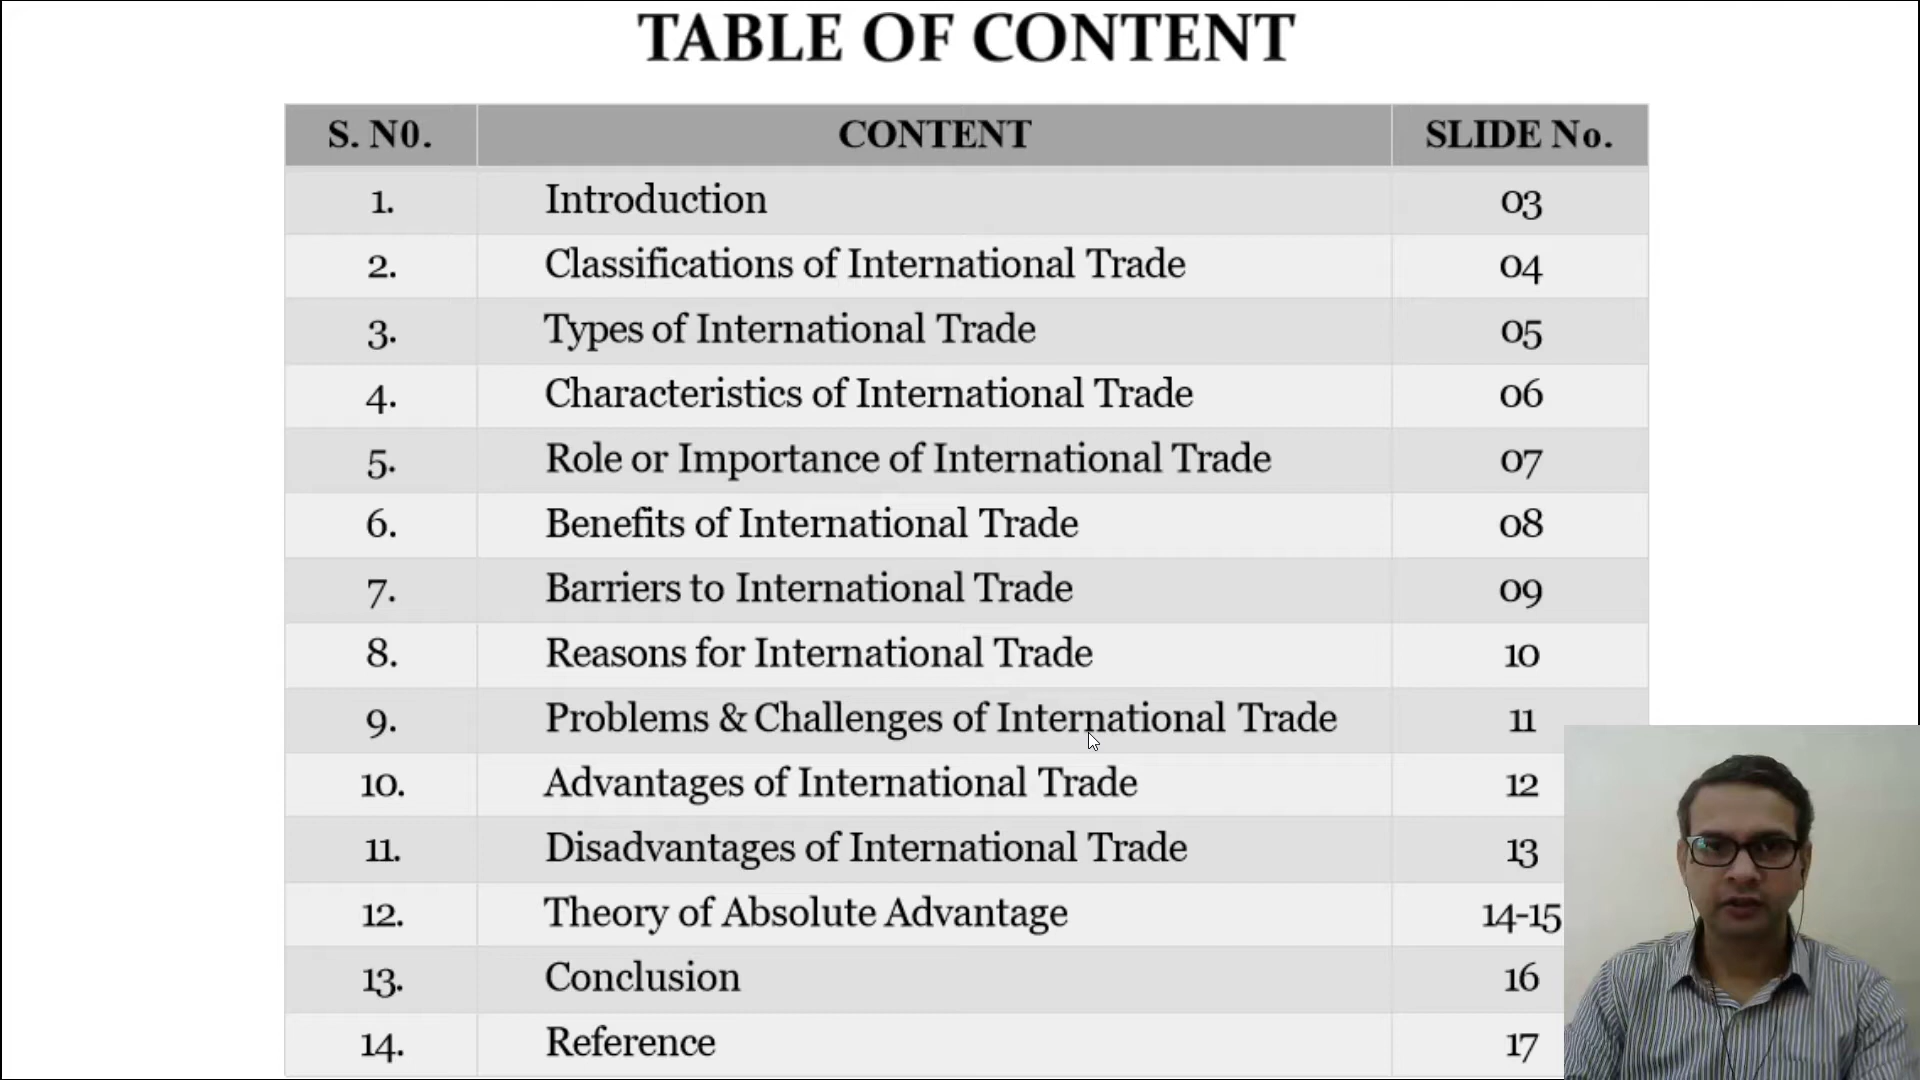 TABLE OF CONTENT
S. N0. CONTENT SLIDE No.
1. Introduction 03
2. Classifications of International Trade 04
3. Types of International Trade 05
4. Characteristics of International Trade 06
5. Role or Importance of International Trade 07
6. Benefits of International Trade 08
7. Barriers to International Trade 09
8. Reasons for International Trade 10
9. Problems & Challenges of International Trade 11
10. Advantages of International Trade 12
11. Disadvantages of International Trade 13
12. Theory of Absolute Advantage 14-15
13. Conclusion 16
14. Reference 17